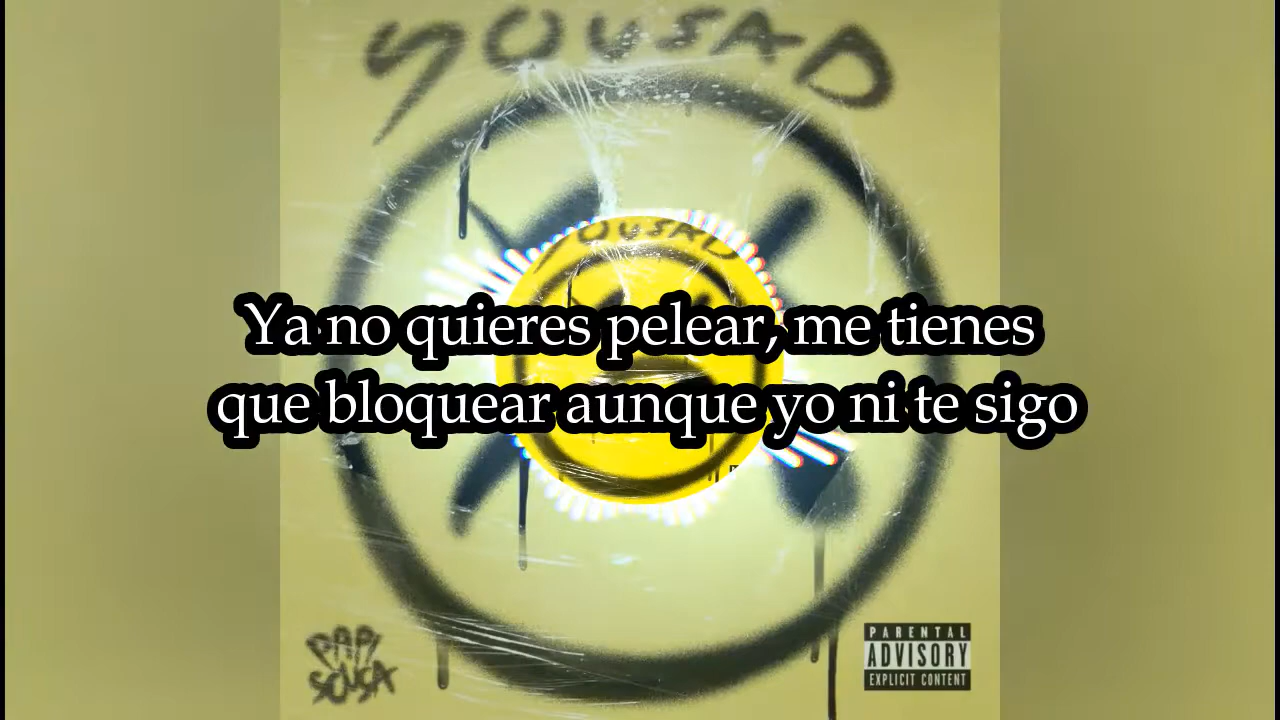 YOUSAD
YOUSAD
Ya no quieres pelear, me tienes
que bloquear aunque yo ni te sigo
PAPI
SOUSA
PARENTAL
ADVISORY
EXPLICIT CONTENT